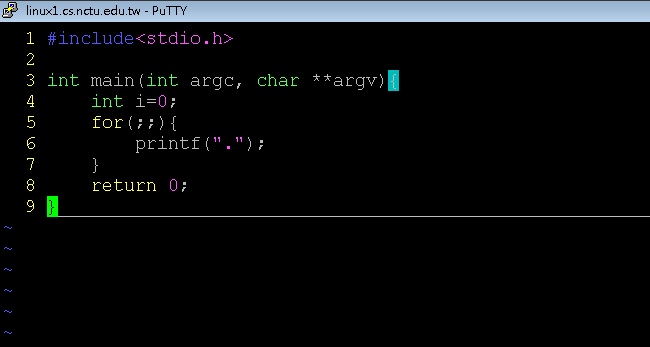 linux1.cs.nctu.edu.tw - PuTTY
1 #include<stdio.h>
2
3 int main(int argc, char **argv){
4     int i=0;
5     for(;;){
6         printf(".");
7     }
8     return 0;
9 }
~
~
~
~
~
~